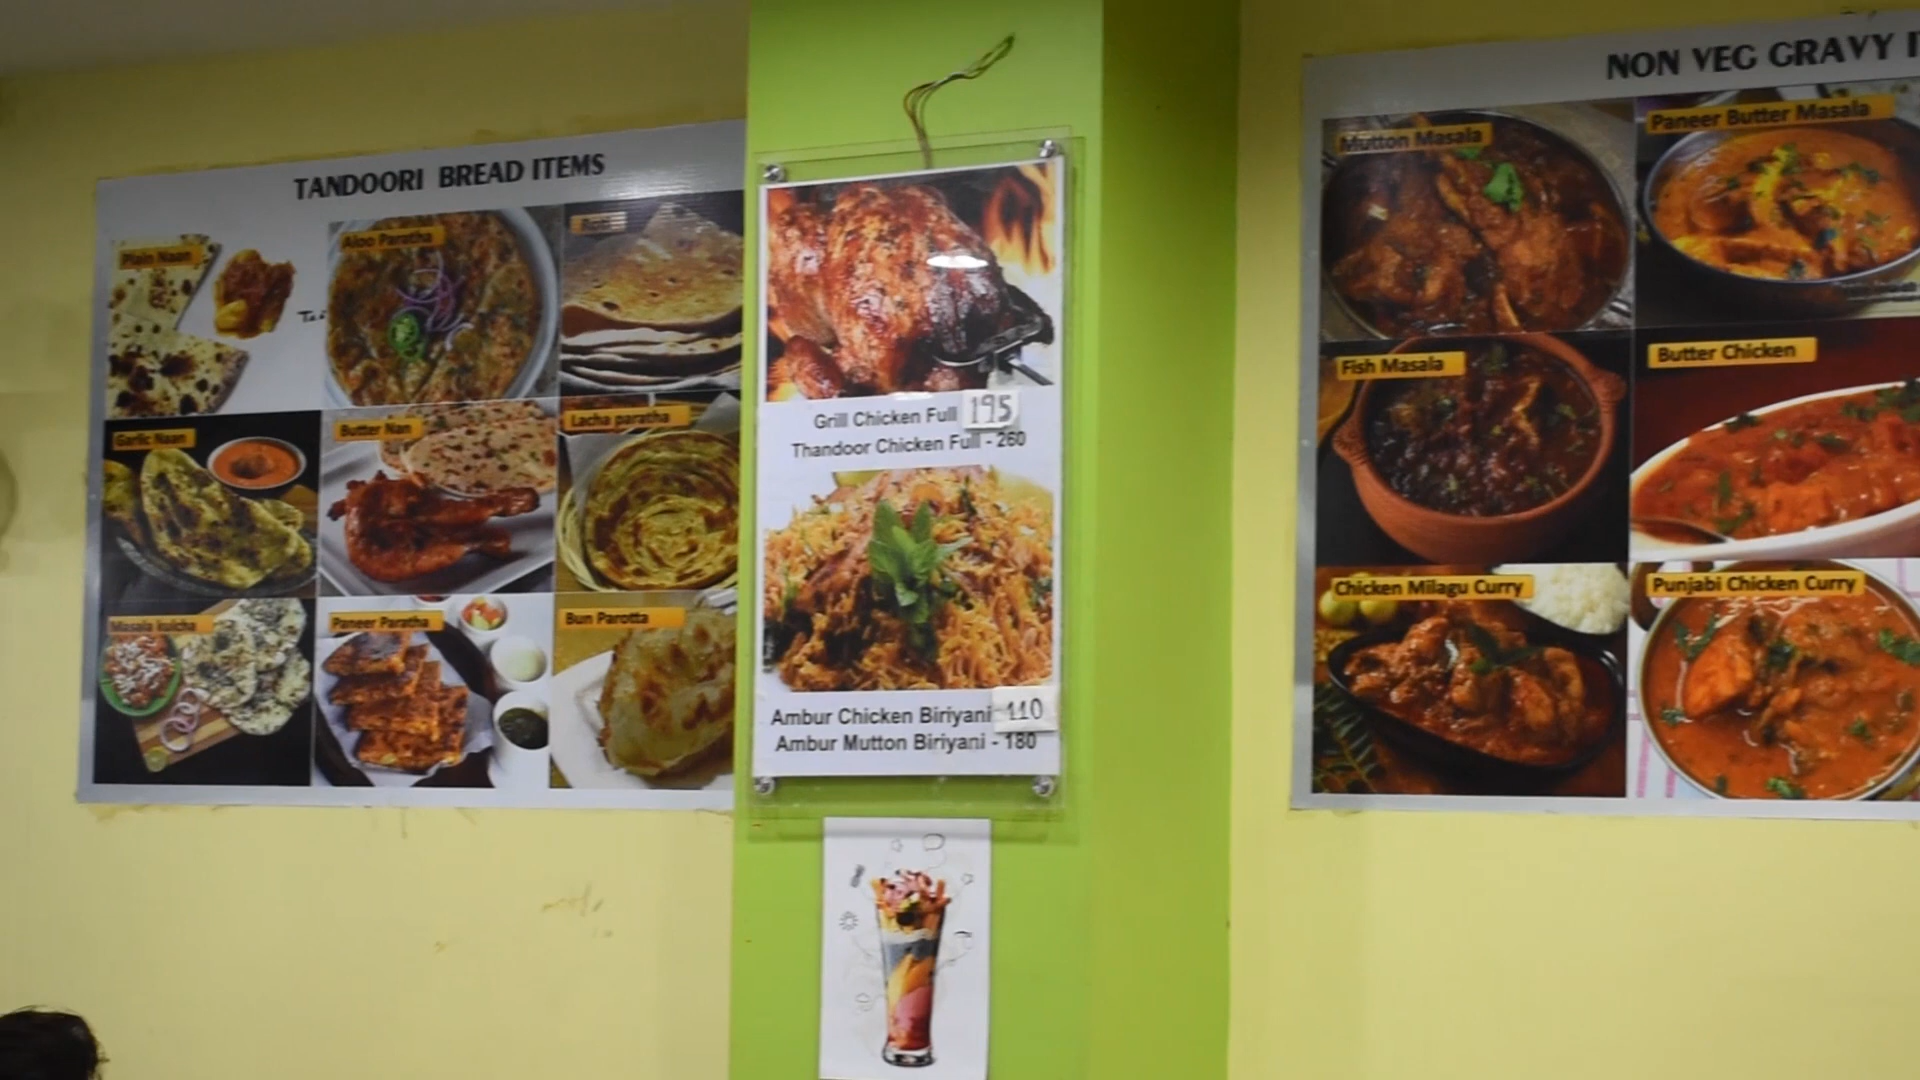 TANDOORI BREAD ITEMS
Plain Naan
Aloo Paratha
Garlic Naan
Butter Nan
Lacha paratha
Masala kulcha
Paneer Paratha
Bun Parotta
Grill Chicken Full 195
Thandoor Chicken Full - 260
Ambur Chicken Biriyani 110
Ambur Mutton Biriyani - 180
NON VEG GRAVY
Mutton Masala
Paneer Butter Masala
Fish Masala
Butter Chicken
Chicken Milagu Curry
Punjabi Chicken Curry